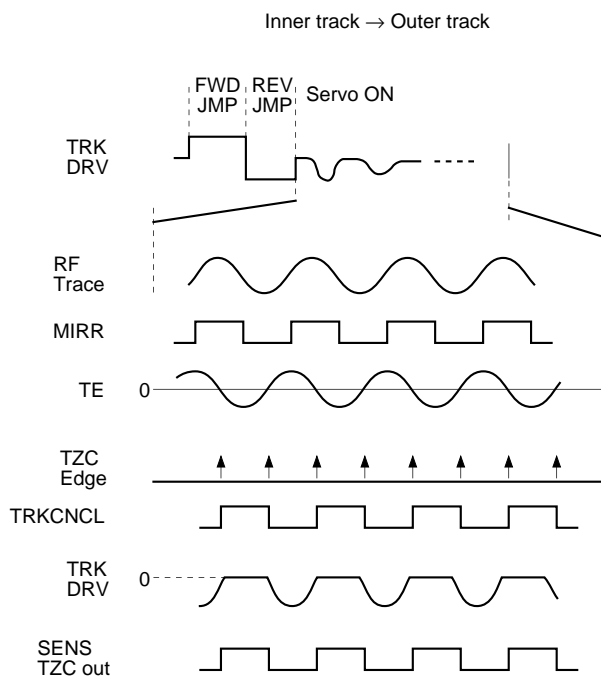 Inner track → Outer track
FWD JMP
REV JMP
Servo ON
TRK DRV
RF Trace
MIRR
TE
0
TZC Edge
TRKCNCL
TRK DRV
0
SENS TZC out